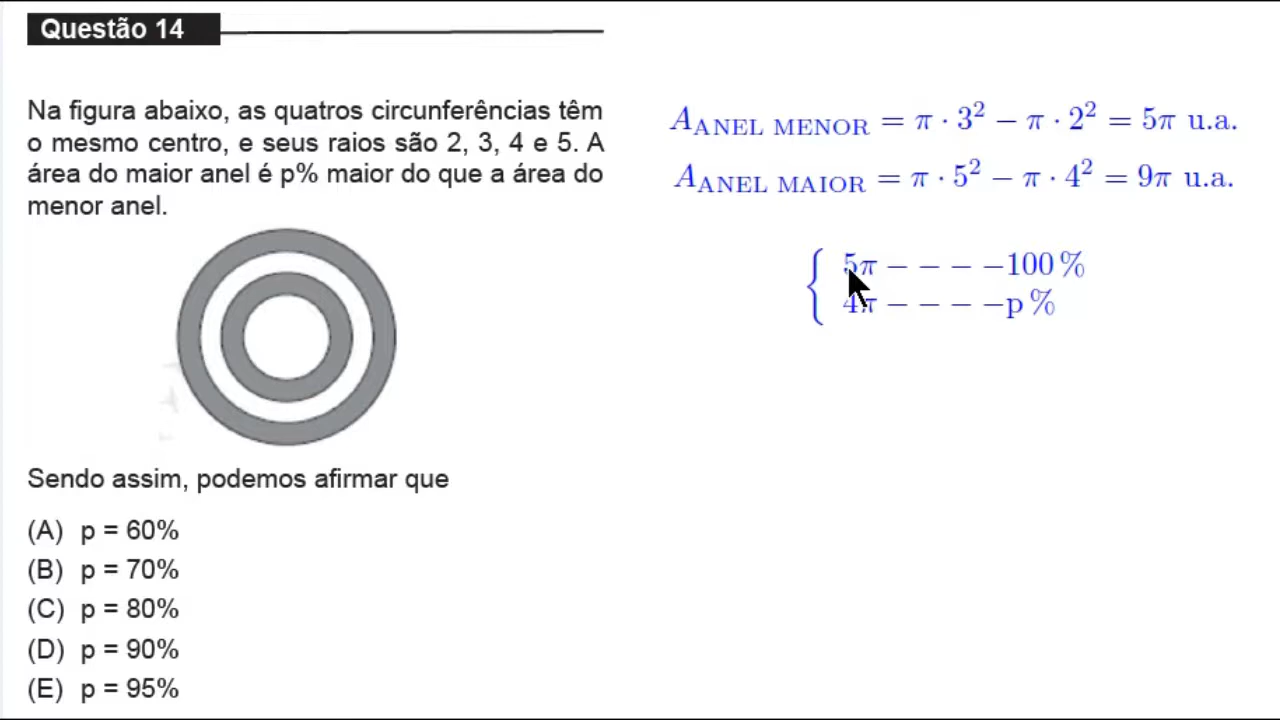 Questão 14
Na figura abaixo, as quatros circunferências têm
o mesmo centro, e seus raios são 2, 3, 4 e 5. A
área do maior anel é p% maior do que a área do
menor anel.
Sendo assim, podemos afirmar que
(A) p = 60%
(B) p = 70%
(C) p = 80%
(D) p = 90%
(E) p = 95%
A_ANEL MENOR = π · 3² − π · 2² = 5π u.a.
A_ANEL MAIOR = π · 5² − π · 4² = 9π u.a.
5π − − − −100 %
4π − − − −p %